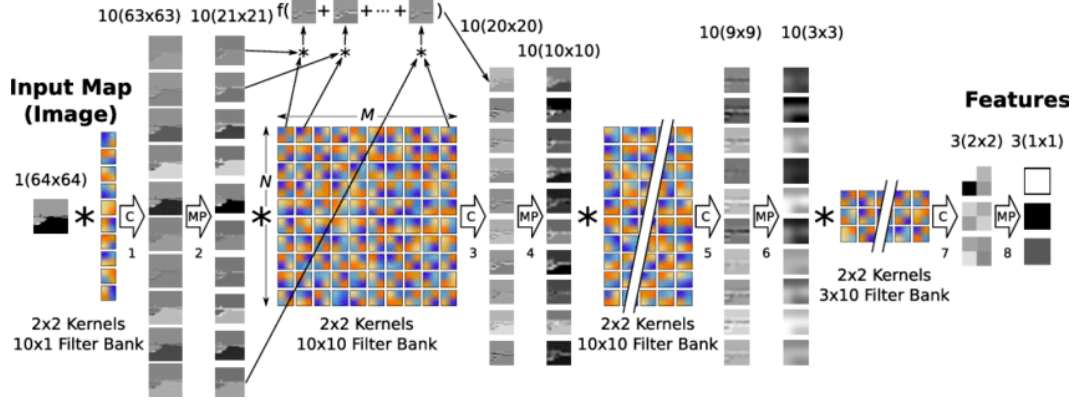 10(63x63)
10(21x21)
f( + + ··· + )
10(20x20)
10(10x10)
10(9x9)
10(3x3)
* * *
Input Map
(Image)
Features
M
N
3(2x2)
3(1x1)
1(64x64)
* C MP * C MP * C MP * C MP
1 2 3 4 5 6 7 8
2x2 Kernels
10x1 Filter Bank
2x2 Kernels
10x10 Filter Bank
2x2 Kernels
10x10 Filter Bank
2x2 Kernels
3x10 Filter Bank